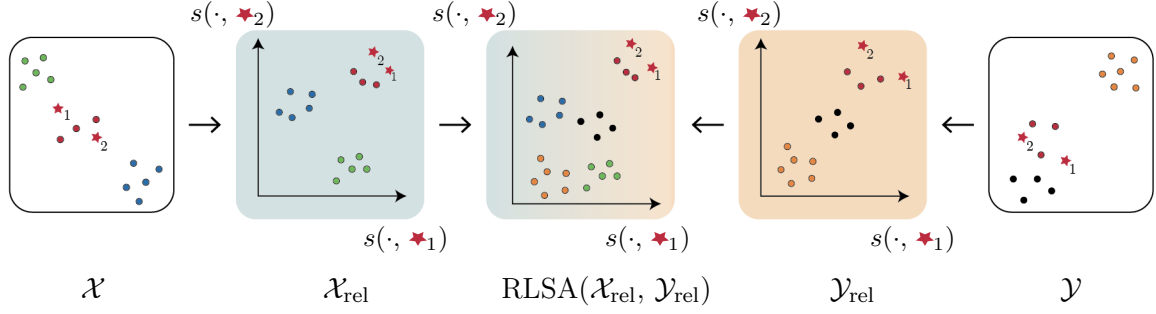 s(·, ★₂) s(·, ★₂) s(·, ★₂)
1 2
2 1
2 1
2 1
2 1
s(·, ★₁) s(·, ★₁) s(·, ★₁)
𝒳 𝒳rel RLSA(𝒳rel, 𝒴rel) 𝒴rel 𝒴